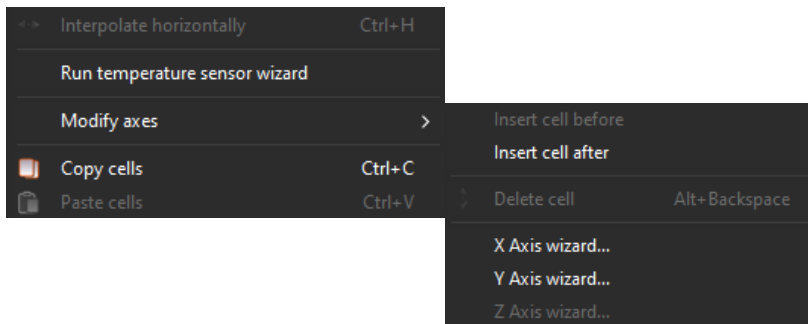 Interpolate horizontally Ctrl+H
Run temperature sensor wizard
Modify axes
Copy cells Ctrl+C
Paste cells Ctrl+V
Insert cell before
Insert cell after
Delete cell Alt+Backspace
X Axis wizard...
Y Axis wizard...
Z Axis wizard...